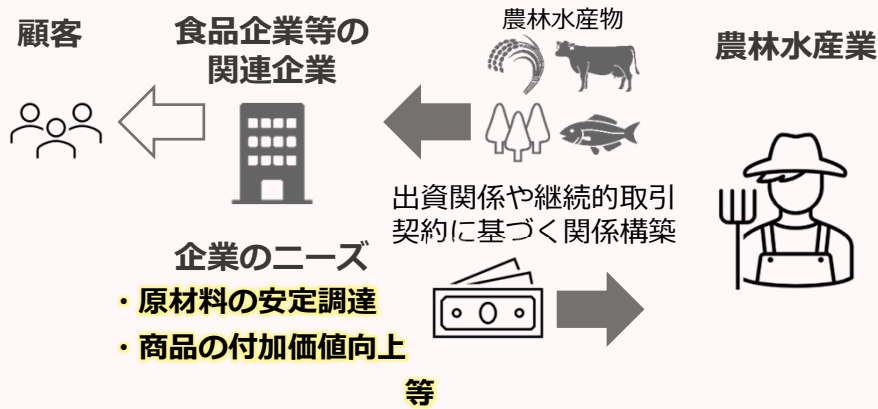 顧客
食品企業等の
関連企業
農林水産物
農林水産業
出資関係や継続的取引
契約に基づく関係構築
企業のニーズ
・原材料の安定調達
・商品の付加価値向上
等